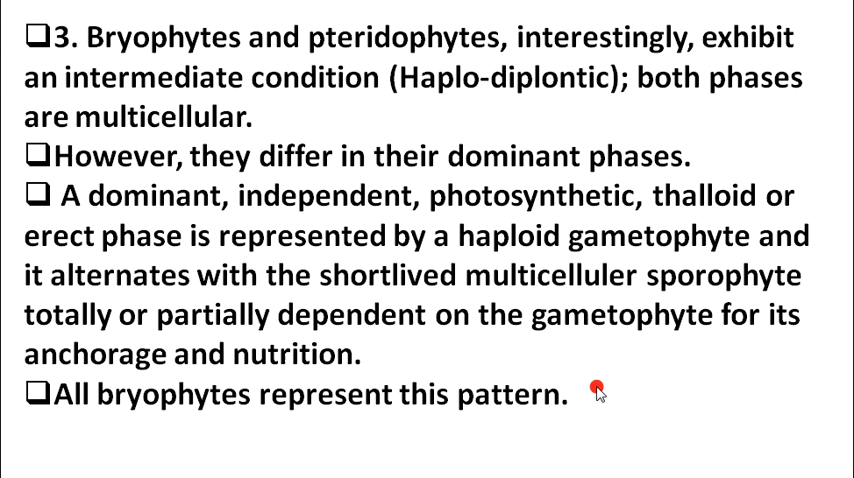 ❑3. Bryophytes and pteridophytes, interestingly, exhibit
an intermediate condition (Haplo-diplontic); both phases
are multicellular.
❑However, they differ in their dominant phases.
❑ A dominant, independent, photosynthetic, thalloid or
erect phase is represented by a haploid gametophyte and
it alternates with the shortlived multicelluler sporophyte
totally or partially dependent on the gametophyte for its
anchorage and nutrition.
❑All bryophytes represent this pattern.